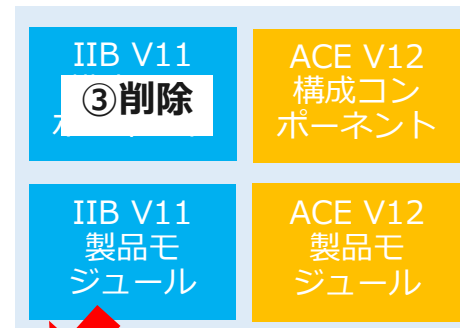 IIB V11
③削除
ACE V12
構成コン
ポーネント
IIB V11
製品モ
ジュール
ACE V12
製品モ
ジュール